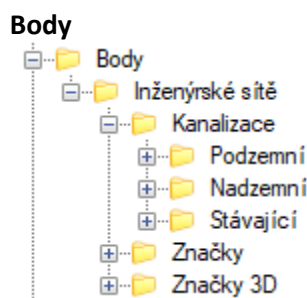 Body
Body
Inženýrské sítě
Kanalizace
Podzemní
Nadzemní
Stávající
Značky
Značky 3D